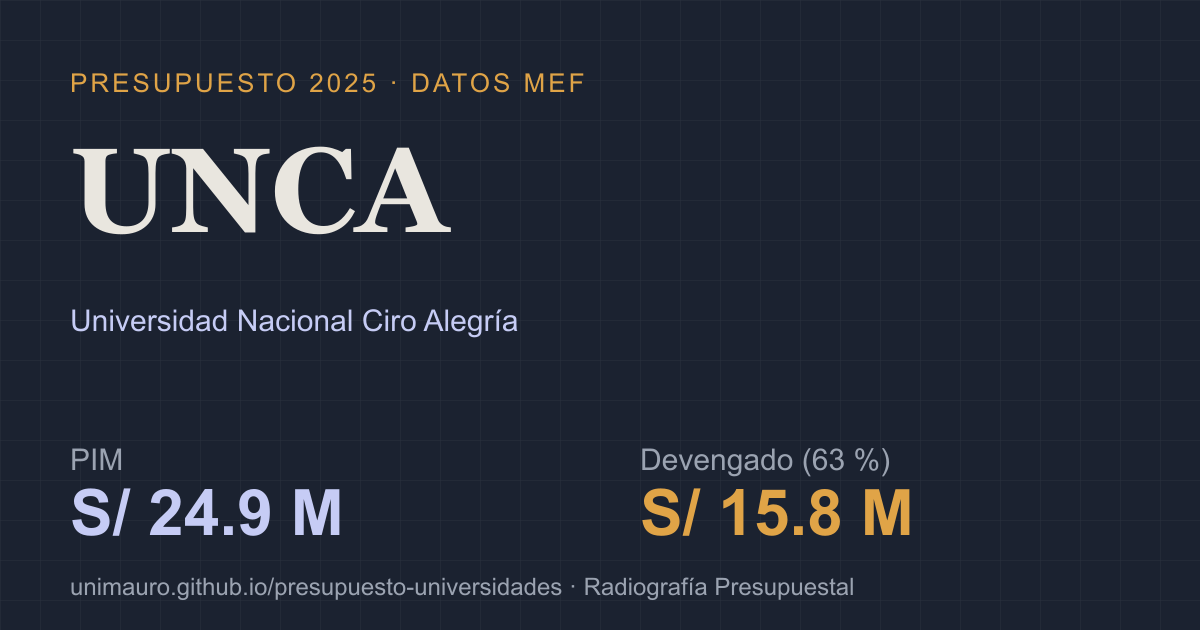 PRESUPUESTO 2025 · DATOS MEF
UNCA
Universidad Nacional Ciro Alegría
PIM
S/ 24.9 M
Devengado (63 %)
S/ 15.8 M
unimauro.github.io/presupuesto-universidades · Radiografía Presupuestal